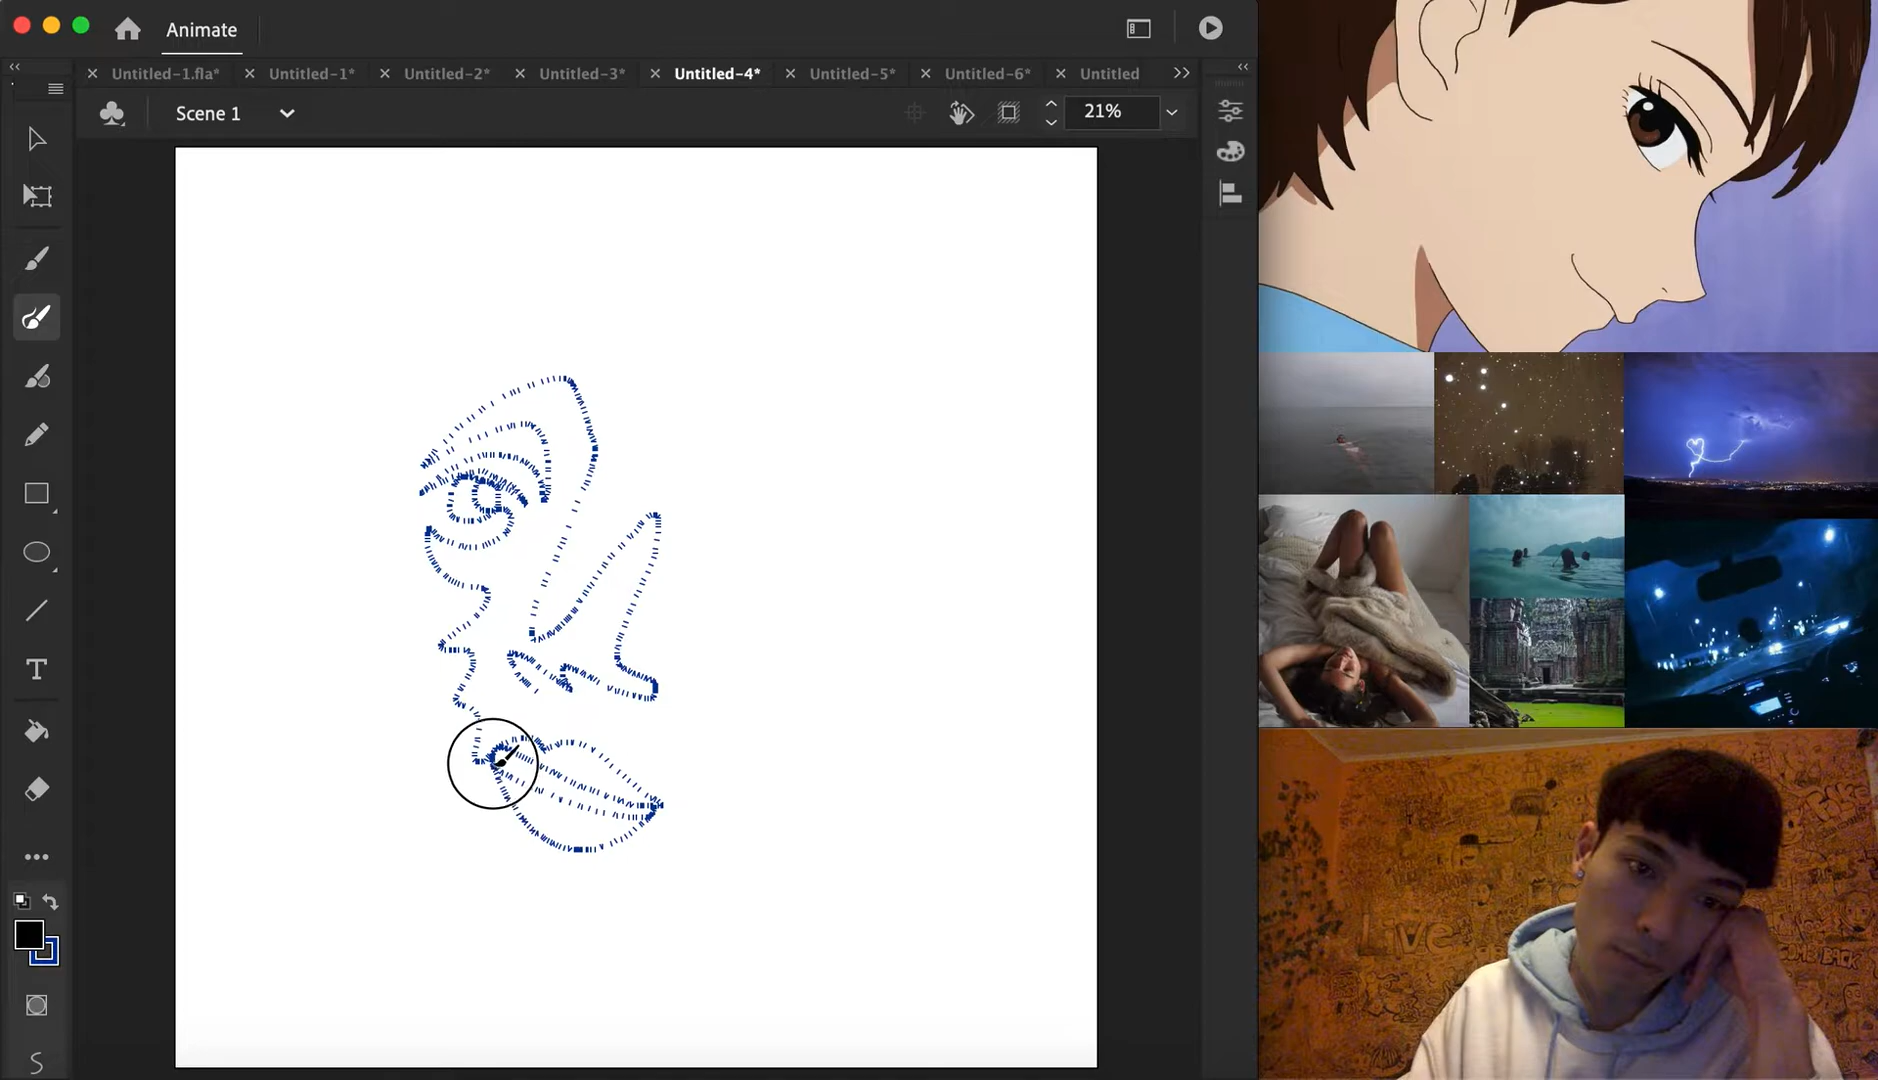 Animate
Untitled-1.fla*
Untitled-1*
Untitled-2*
Untitled-3*
Untitled-4*
Untitled-5*
Untitled-6*
Untitled
Scene 1
21%
Live